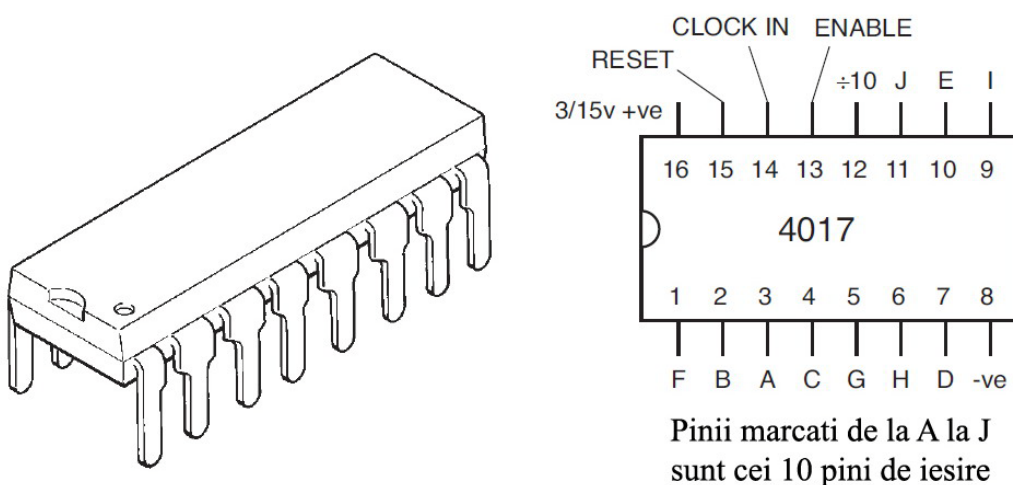 CLOCK IN ENABLE
RESET
÷10 J E I
3/15v +ve
16 15 14 13 12 11 10 9
4017
1 2 3 4 5 6 7 8
F B A C G H D -ve
Pinii marcati de la A la J
sunt cei 10 pini de iesire